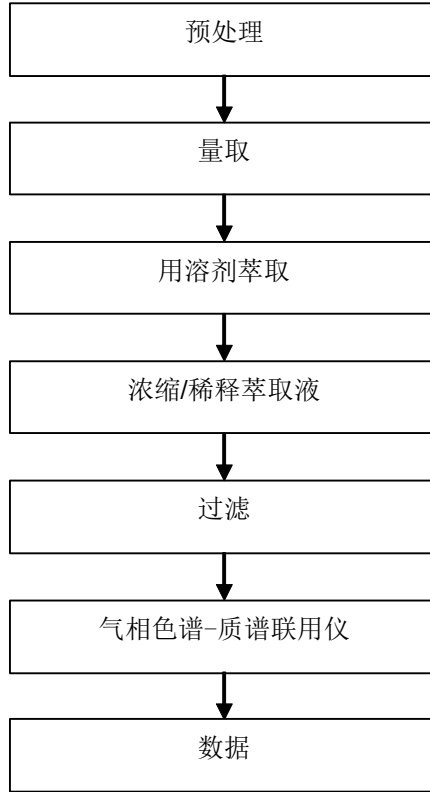 预处理
量取
用溶剂萃取
浓缩/稀释萃取液
过滤
气相色谱-质谱联用仪
数据